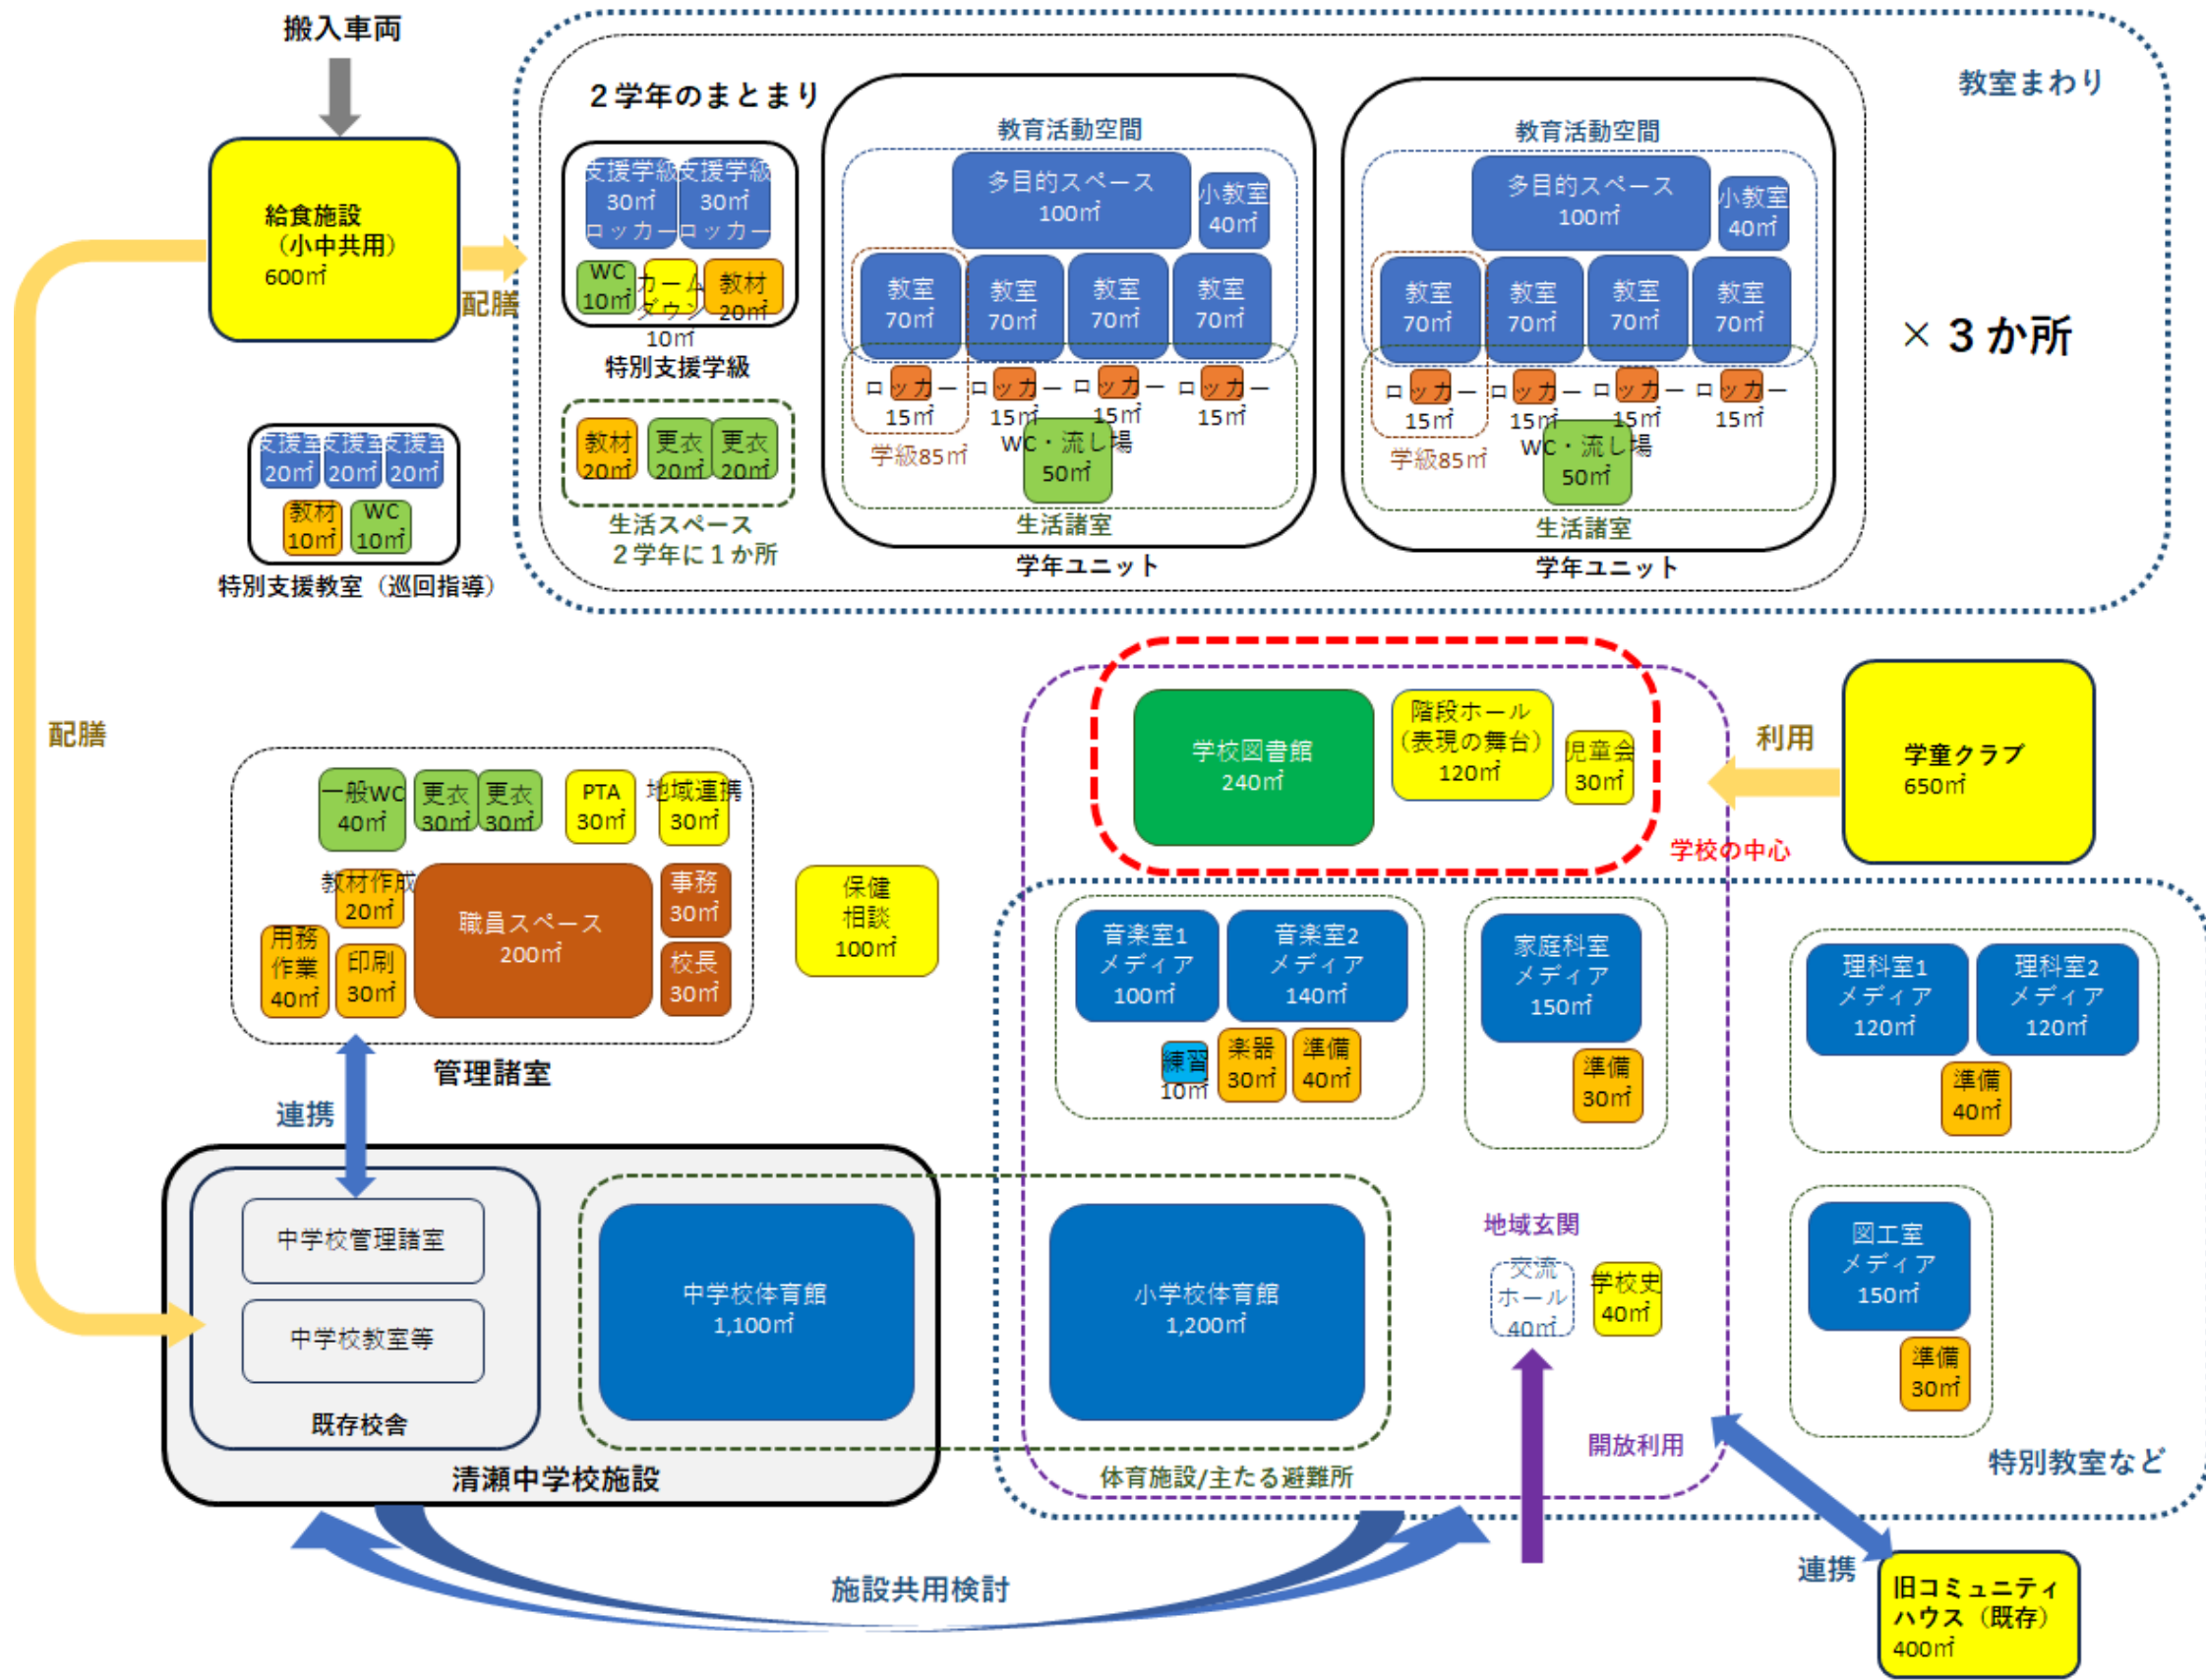 搬入車両
給食施設
（小中共用）
600㎡
配膳
配膳
教室まわり
２学年のまとまり
支援学級
30㎡
ロッカー
支援学級
30㎡
ロッカー
WC
10㎡
カーム
ダウン
10㎡
教材
20㎡
特別支援学級
教材
20㎡
更衣
20㎡
更衣
20㎡
生活スペース
２学年に１か所
教育活動空間
多目的スペース
100㎡
小教室
40㎡
教室
70㎡
教室
70㎡
教室
70㎡
教室
70㎡
ロッカー
15㎡
ロッカー
15㎡
ロッカー
15㎡
ロッカー
15㎡
学級85㎡
WC・流し場
50㎡
生活諸室
学年ユニット
教育活動空間
多目的スペース
100㎡
小教室
40㎡
教室
70㎡
教室
70㎡
教室
70㎡
教室
70㎡
ロッカー
15㎡
ロッカー
15㎡
ロッカー
15㎡
ロッカー
15㎡
学級85㎡
WC・流し場
50㎡
生活諸室
学年ユニット
×３か所
支援室
20㎡
支援室
20㎡
支援室
20㎡
教材
10㎡
WC
10㎡
特別支援教室（巡回指導）
一般WC
40㎡
更衣
30㎡
更衣
30㎡
PTA
30㎡
地域連携
30㎡
教材作成
20㎡
用務
作業
40㎡
印刷
30㎡
職員スペース
200㎡
事務
30㎡
校長
30㎡
管理諸室
保健
相談
100㎡
連携
学校図書館
240㎡
階段ホール
（表現の舞台）
120㎡
児童会
30㎡
学校の中心
利用
学童クラブ
650㎡
音楽室1
メディア
100㎡
音楽室2
メディア
140㎡
練習
10㎡
楽器
30㎡
準備
40㎡
家庭科室
メディア
150㎡
準備
30㎡
理科室1
メディア
120㎡
理科室2
メディア
120㎡
準備
40㎡
図工室
メディア
150㎡
準備
30㎡
特別教室など
中学校管理諸室
中学校教室等
既存校舎
清瀬中学校施設
中学校体育館
1,100㎡
小学校体育館
1,200㎡
体育施設/主たる避難所
地域玄関
交流
ホール
40㎡
学校史
40㎡
開放利用
施設共用検討
連携
旧コミュニティ
ハウス（既存）
400㎡